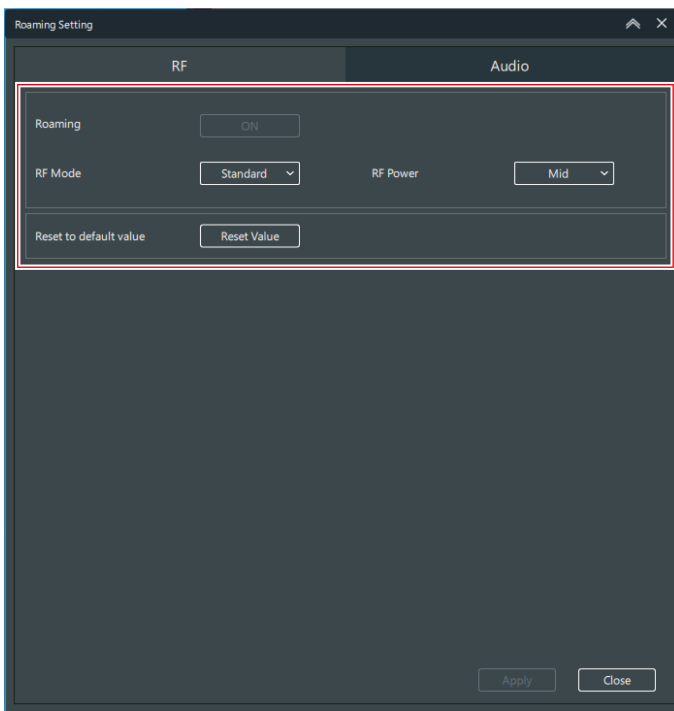 Roaming Setting
RF Audio
Roaming ON
RF Mode Standard RF Power Mid
Reset to default value Reset Value
Apply Close